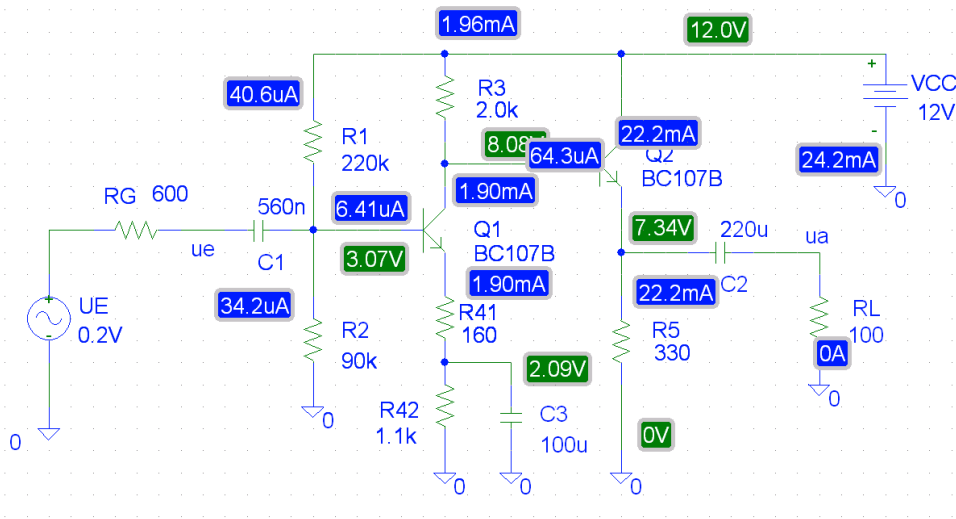 1.96mA
12.0V
40.6uA
R3
2.0k
+
VCC
12V
-
R1
220k
8.08V
64.3uA
22.2mA
Q2
BC107B
24.2mA
0
RG 600
560n
6.41uA
1.90mA
ue
C1
3.07V
Q1
BC107B
7.34V
220u
ua
C2
34.2uA
1.90mA
22.2mA
+
UE
0.2V
-
R41
160
R2
90k
R5
330
RL
100
0A
2.09V
R42
1.1k
C3
100u
0V
0
0
0
0
0
0